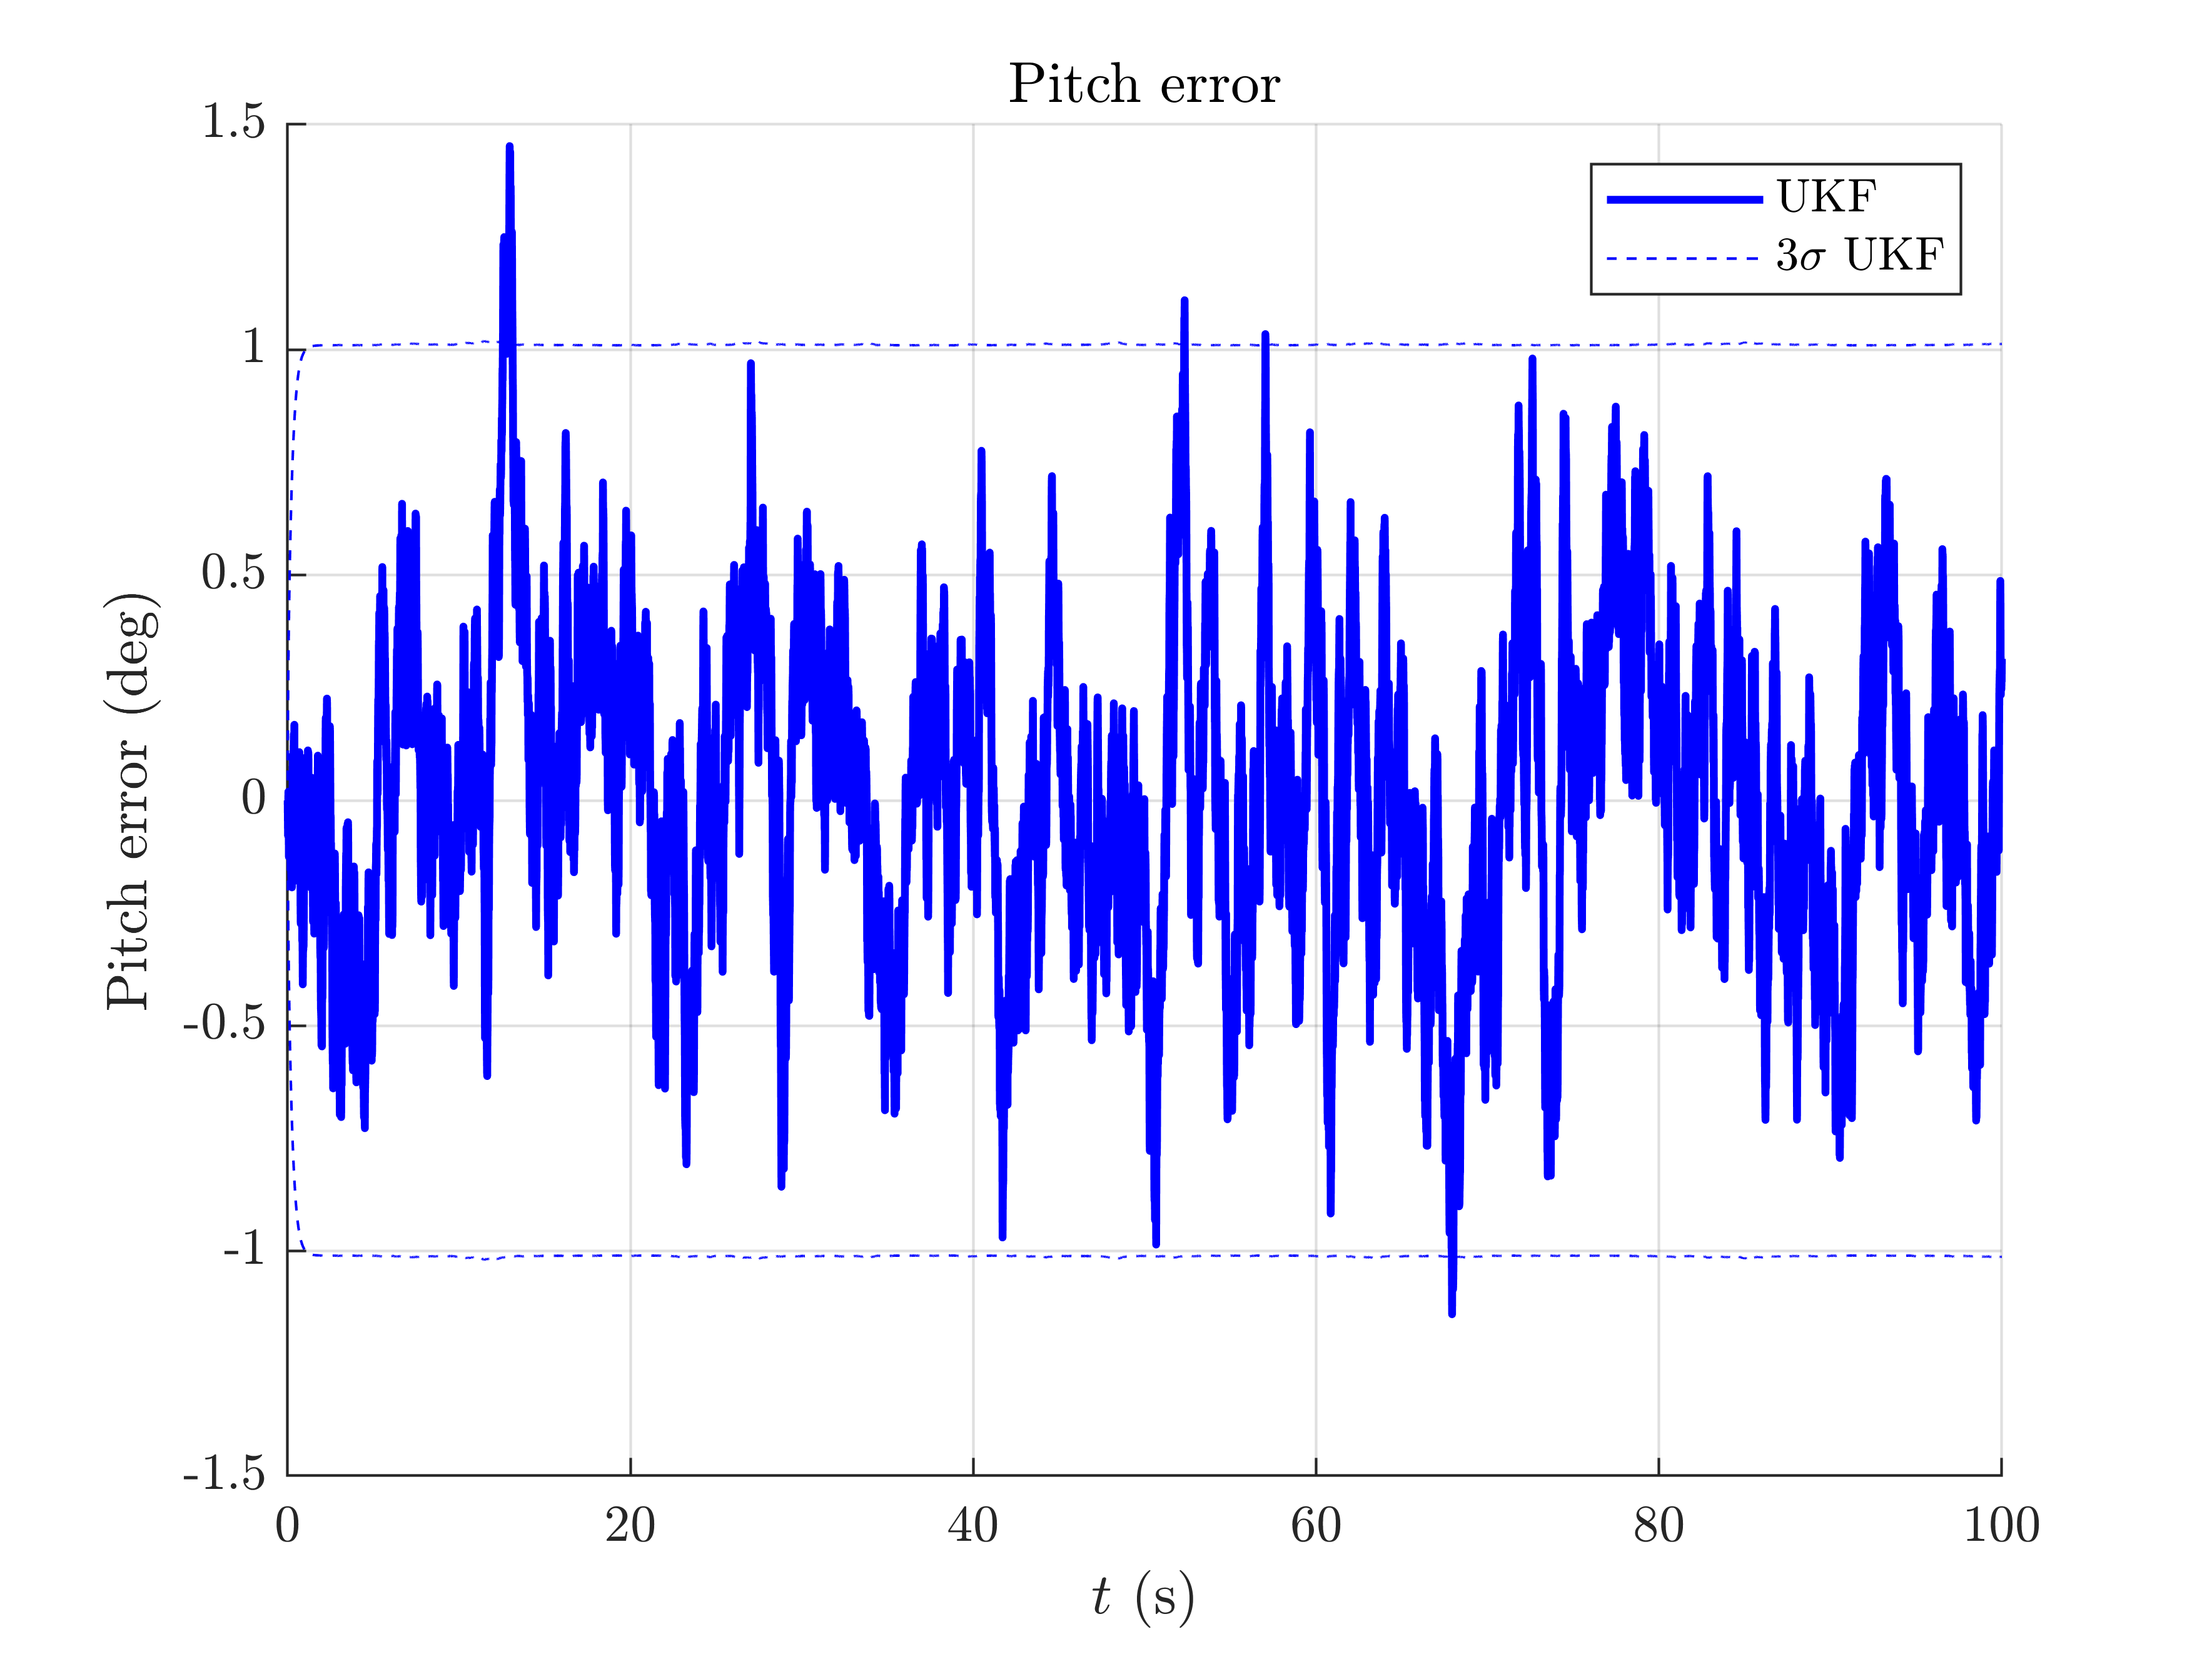 Pitch error
1.5
1
0.5
0
-0.5
-1
-1.5
Pitch error (deg)
UKF
3σ UKF
0 20 40 60 80 100
t (s)